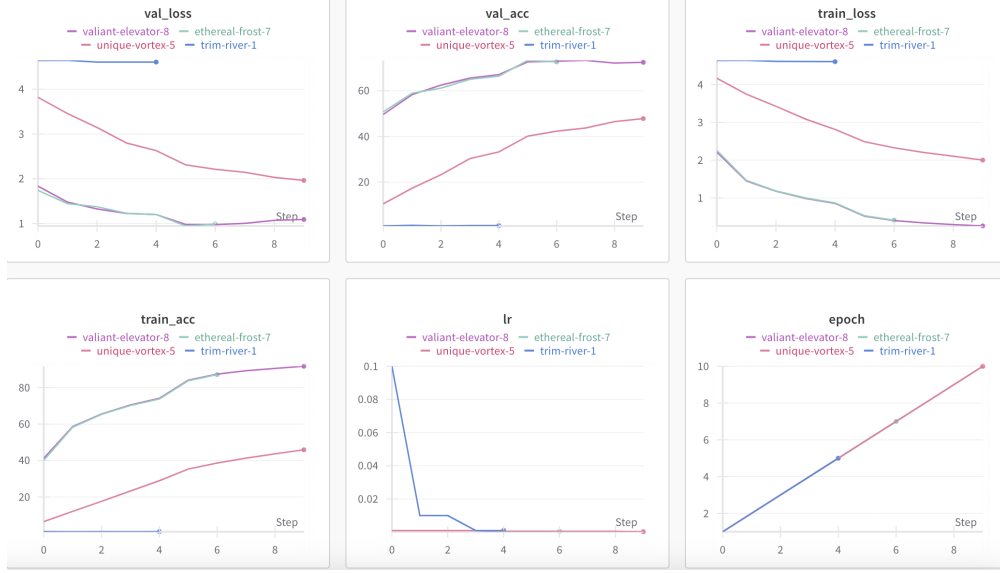 val_loss
valiant-elevator-8 ethereal-frost-7
unique-vortex-5 trim-river-1
4
3
2
1
Step
0 2 4 6 8
val_acc
valiant-elevator-8 ethereal-frost-7
unique-vortex-5 trim-river-1
60
40
20
Step
0 2 4 6 8
train_loss
valiant-elevator-8 ethereal-frost-7
unique-vortex-5 trim-river-1
4
3
2
1
Step
0 2 4 6 8
train_acc
valiant-elevator-8 ethereal-frost-7
unique-vortex-5 trim-river-1
80
60
40
20
Step
0 2 4 6 8
lr
valiant-elevator-8 ethereal-frost-7
unique-vortex-5 trim-river-1
0.1
0.08
0.06
0.04
0.02
Step
0 2 4 6 8
epoch
valiant-elevator-8 ethereal-frost-7
unique-vortex-5 trim-river-1
10
8
6
4
2
Step
0 2 4 6 8